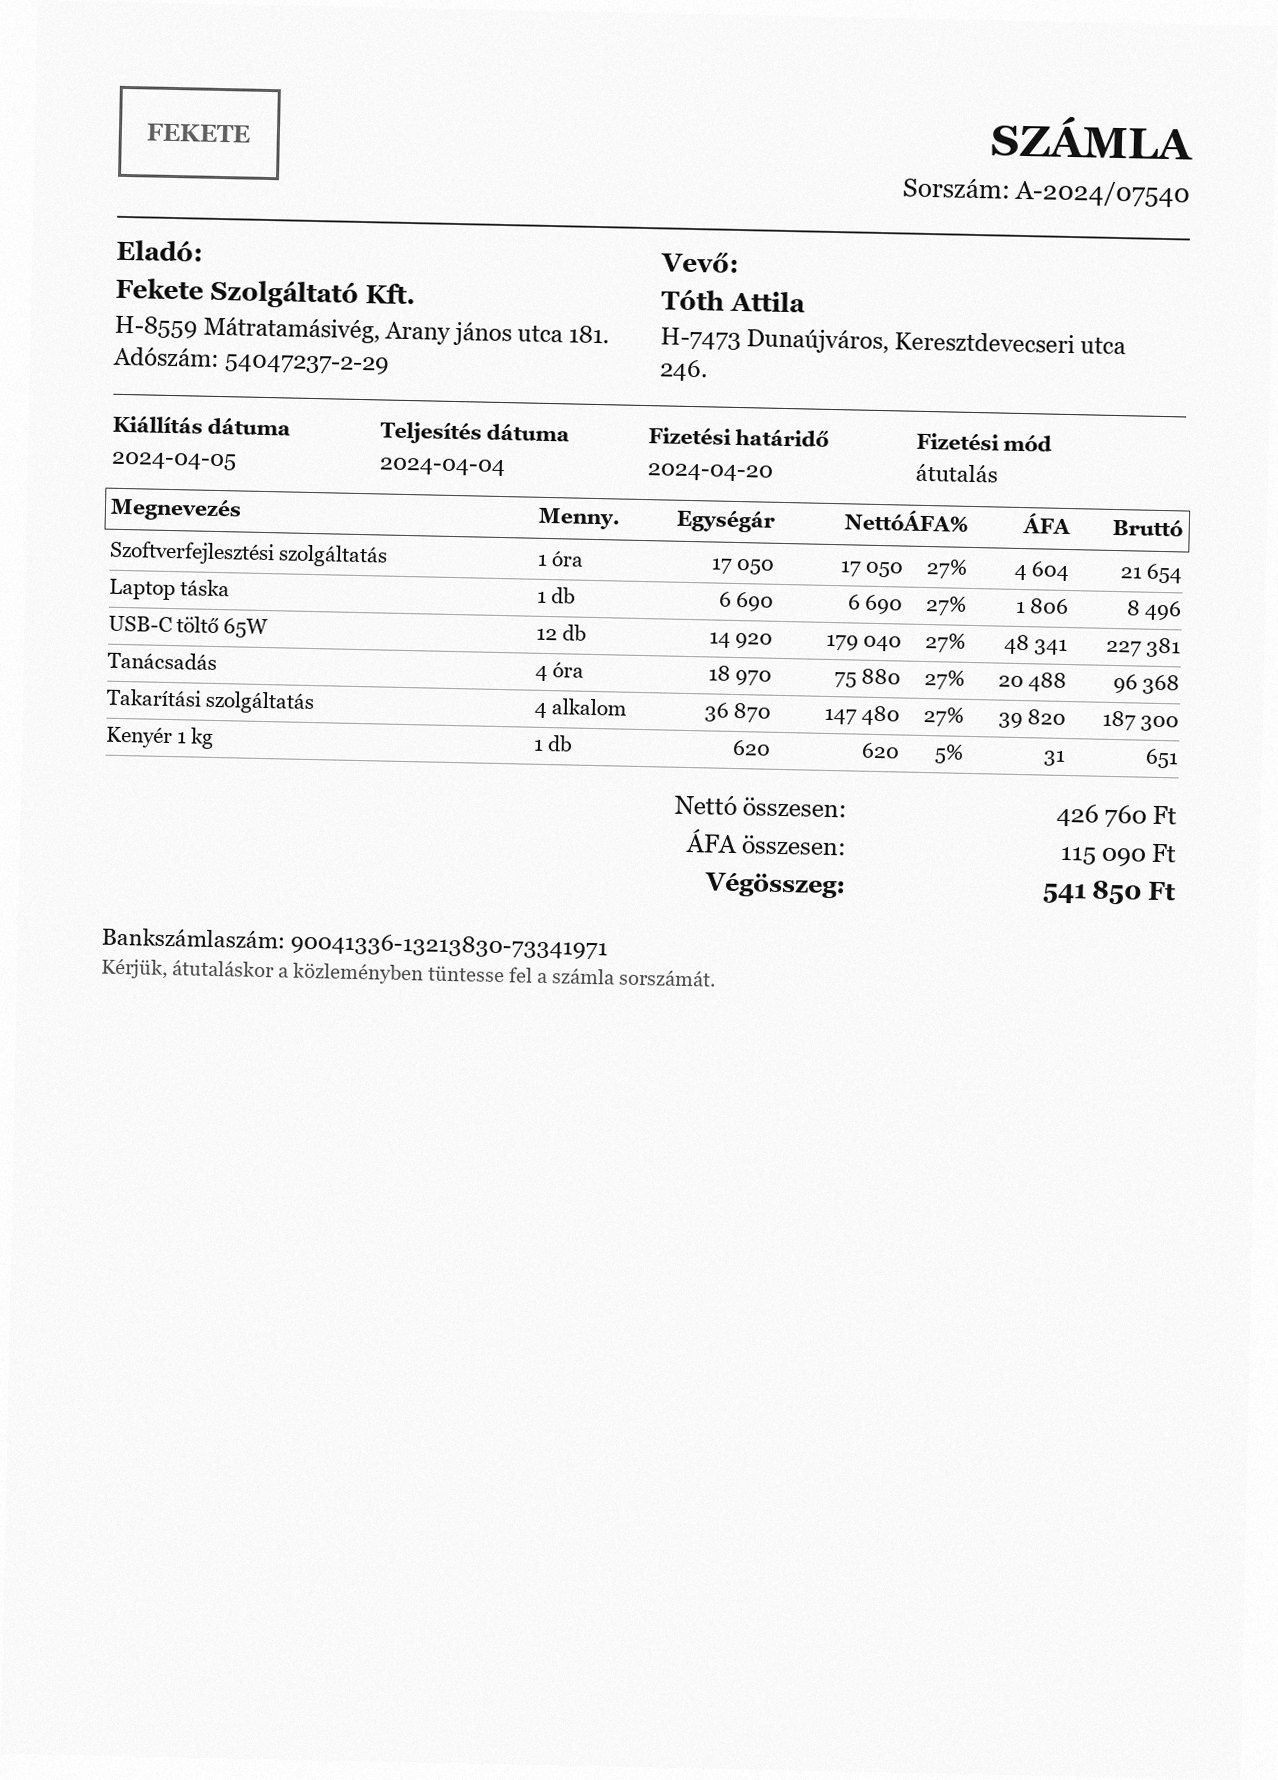 FEKETE
SZÁMLA
Sorszám: A-2024/07540
Eladó:
Fekete Szolgáltató Kft.
H-8559 Mátratamásivég, Arany jános utca 181.
Adószám: 54047237-2-29
Vevő:
Tóth Attila
H-7473 Dunaújváros, Keresztdevecseri utca
246.
Kiállítás dátuma Teljesítés dátuma Fizetési határidő Fizetési mód
2024-04-05 2024-04-04 2024-04-20 átutalás
Megnevezés Menny. Egységár Nettó ÁFA% ÁFA Bruttó
Szoftverfejlesztési szolgáltatás 1 óra 17 050 17 050 27% 4 604 21 654
Laptop táska 1 db 6 690 6 690 27% 1 806 8 496
USB-C töltő 65W 12 db 14 920 179 040 27% 48 341 227 381
Tanácsadás 4 óra 18 970 75 880 27% 20 488 96 368
Takarítási szolgáltatás 4 alkalom 36 870 147 480 27% 39 820 187 300
Kenyér 1 kg 1 db 620 620 5% 31 651
Nettó összesen: 426 760 Ft
ÁFA összesen: 115 090 Ft
Végösszeg: 541 850 Ft
Bankszámlaszám: 90041336-13213830-73341971
Kérjük, átutaláskor a közleményben tüntesse fel a számla sorszámát.